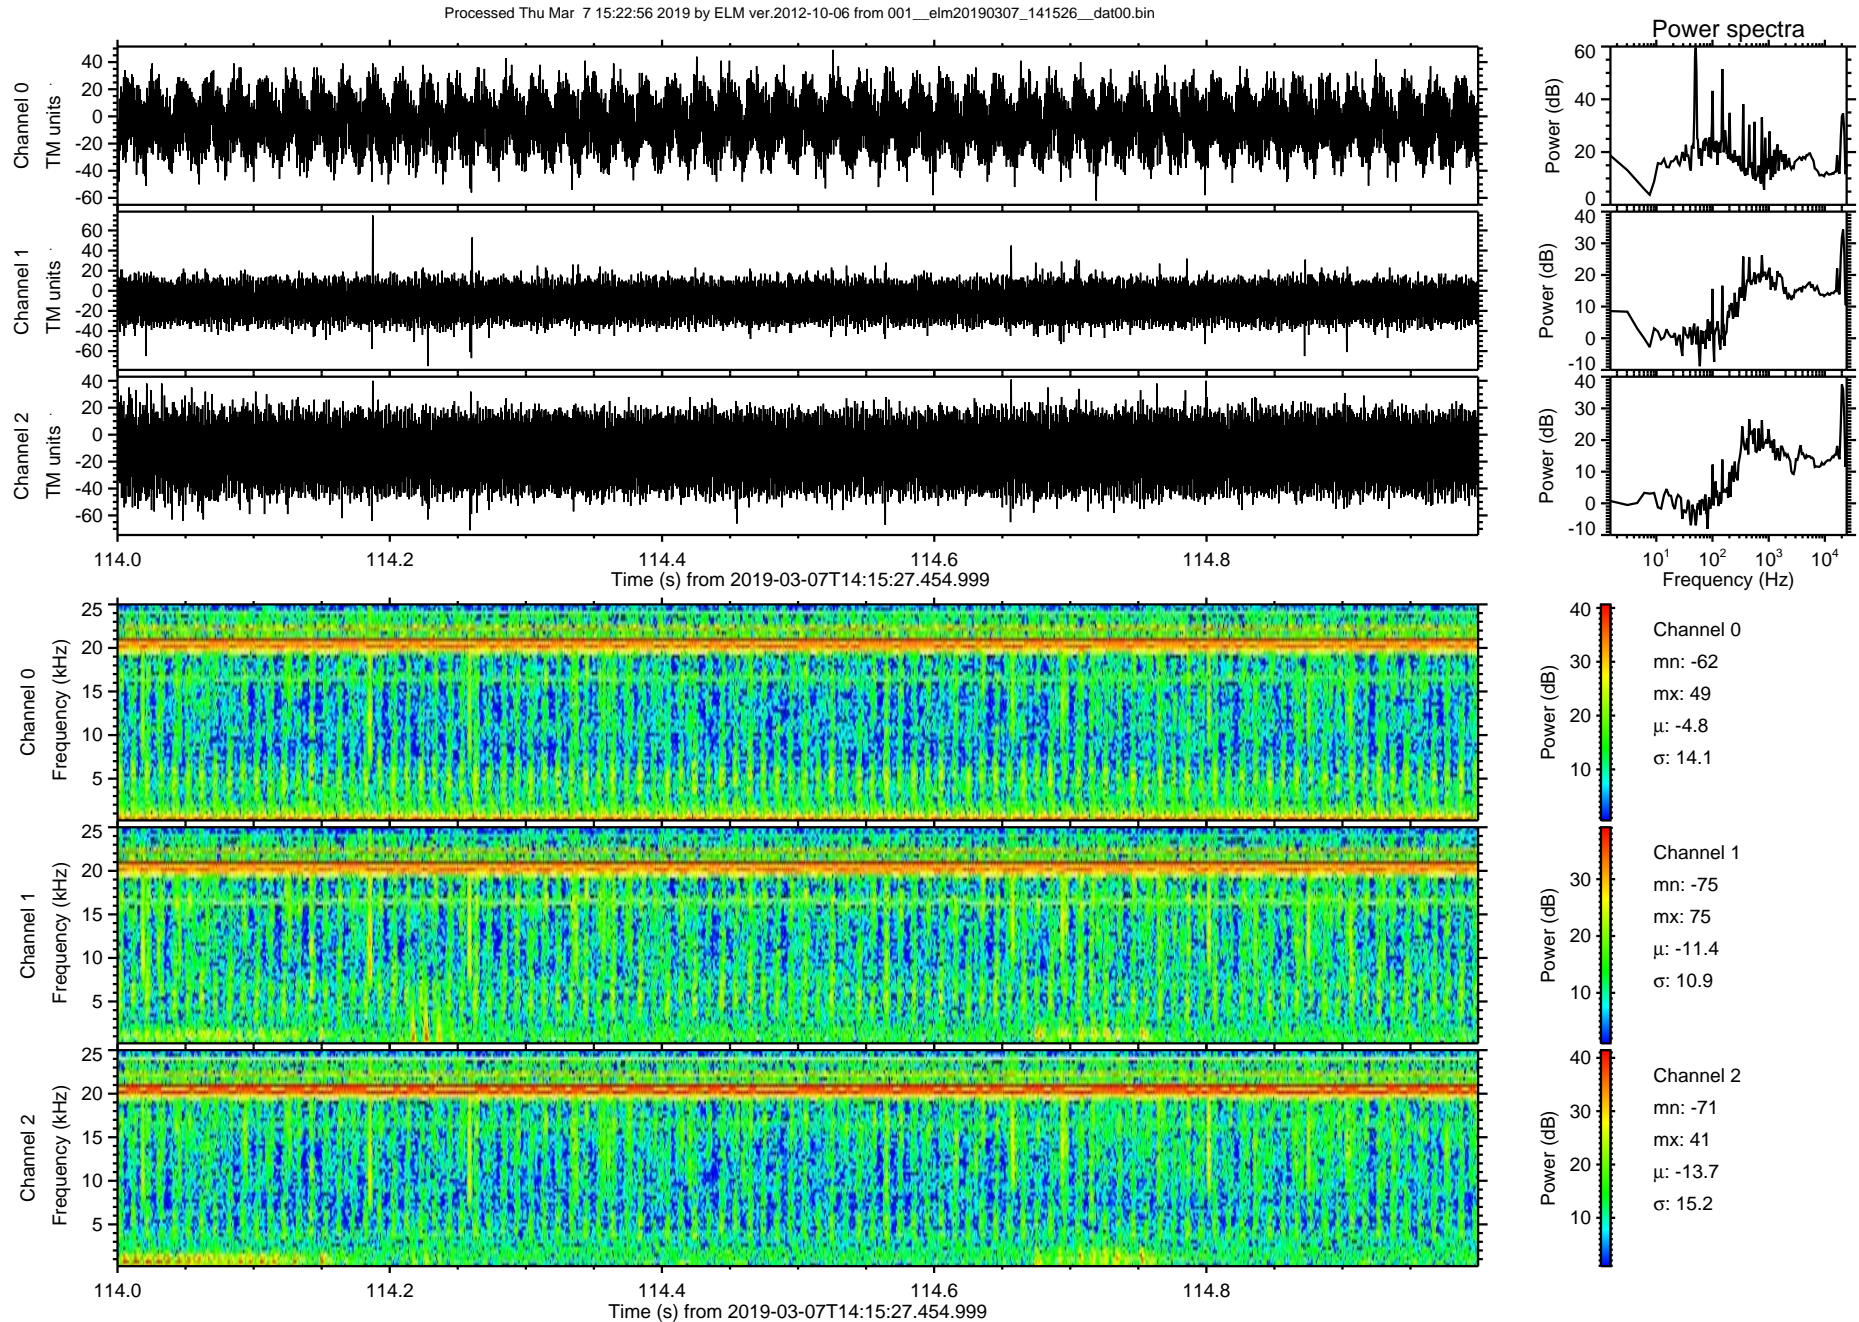 Processed Thu Mar  7 15:22:56 2019 by ELM ver.2012-10-06 from 001__elm20190307_141526__dat00.bin
Power spectra
Channel 0
TM units
40
20
0
-20
-40
-60
Power (dB)
60
40
20
0
Channel 1
TM units
60
40
20
0
-20
-40
-60
Power (dB)
40
30
20
10
0
-10
Channel 2
TM units
40
20
0
-20
-40
-60
Power (dB)
40
30
20
10
0
-10
114.0 114.2 114.4 114.6 114.8
Time (s) from 2019-03-07T14:15:27.454.999
10^1 10^2 10^3 10^4
Frequency (Hz)
Channel 0
Frequency (kHz)
25
20
15
10
5
Power (dB)
40
30
20
10
Channel 0
mn: -62
mx: 49
μ: -4.8
σ: 14.1
Channel 1
Frequency (kHz)
25
20
15
10
5
Power (dB)
30
20
10
Channel 1
mn: -75
mx: 75
μ: -11.4
σ: 10.9
Channel 2
Frequency (kHz)
25
20
15
10
5
Power (dB)
40
30
20
10
Channel 2
mn: -71
mx: 41
μ: -13.7
σ: 15.2
114.0 114.2 114.4 114.6 114.8
Time (s) from 2019-03-07T14:15:27.454.999